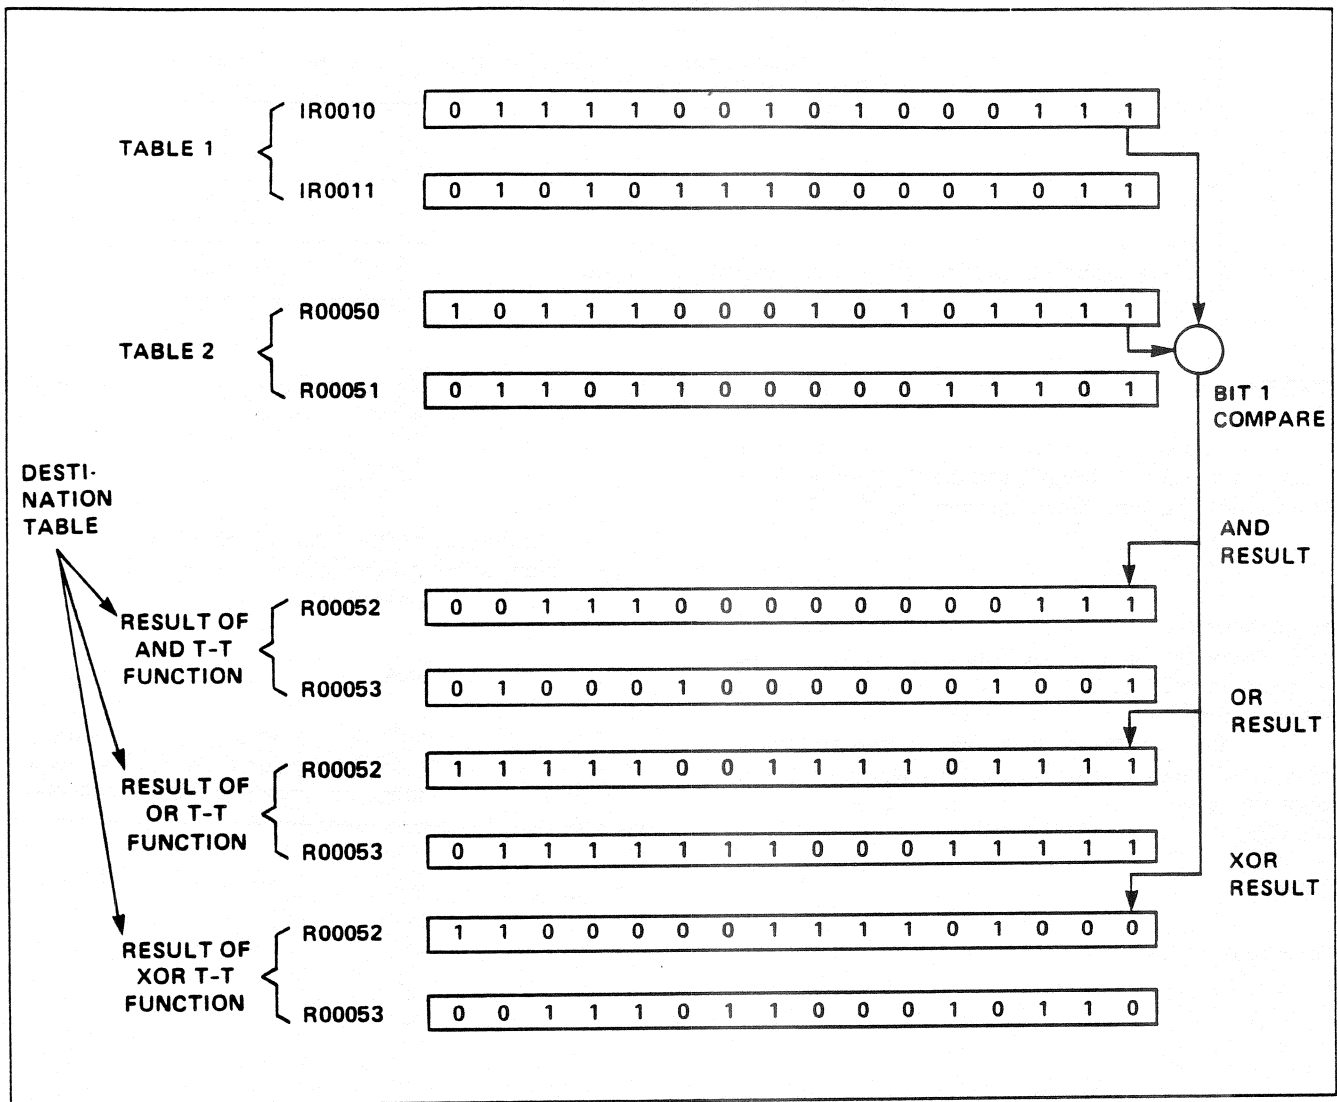 TABLE 1
IR0010 0 1 1 1 1 0 0 1 0 1 0 0 0 1 1 1
IR0011 0 1 0 1 0 1 1 1 0 0 0 0 1 0 1 1
TABLE 2
R00050 1 0 1 1 1 0 0 0 1 0 1 0 1 1 1 1
R00051 0 1 1 0 1 1 0 0 0 0 0 1 1 1 0 1
BIT 1
COMPARE
DESTI-
NATION
TABLE
AND
RESULT
RESULT OF
AND T-T
FUNCTION
R00052 0 0 1 1 1 0 0 0 0 0 0 0 0 1 1 1
R00053 0 1 0 0 0 1 0 0 0 0 0 0 1 0 0 1
OR
RESULT
RESULT OF
OR T-T
FUNCTION
R00052 1 1 1 1 1 0 0 1 1 1 1 0 1 1 1 1
R00053 0 1 1 1 1 1 1 1 0 0 0 1 1 1 1 1
XOR
RESULT
RESULT OF
XOR T-T
FUNCTION
R00052 1 1 0 0 0 0 0 1 1 1 1 0 1 0 0 0
R00053 0 0 1 1 1 0 1 1 0 0 0 1 0 1 1 0